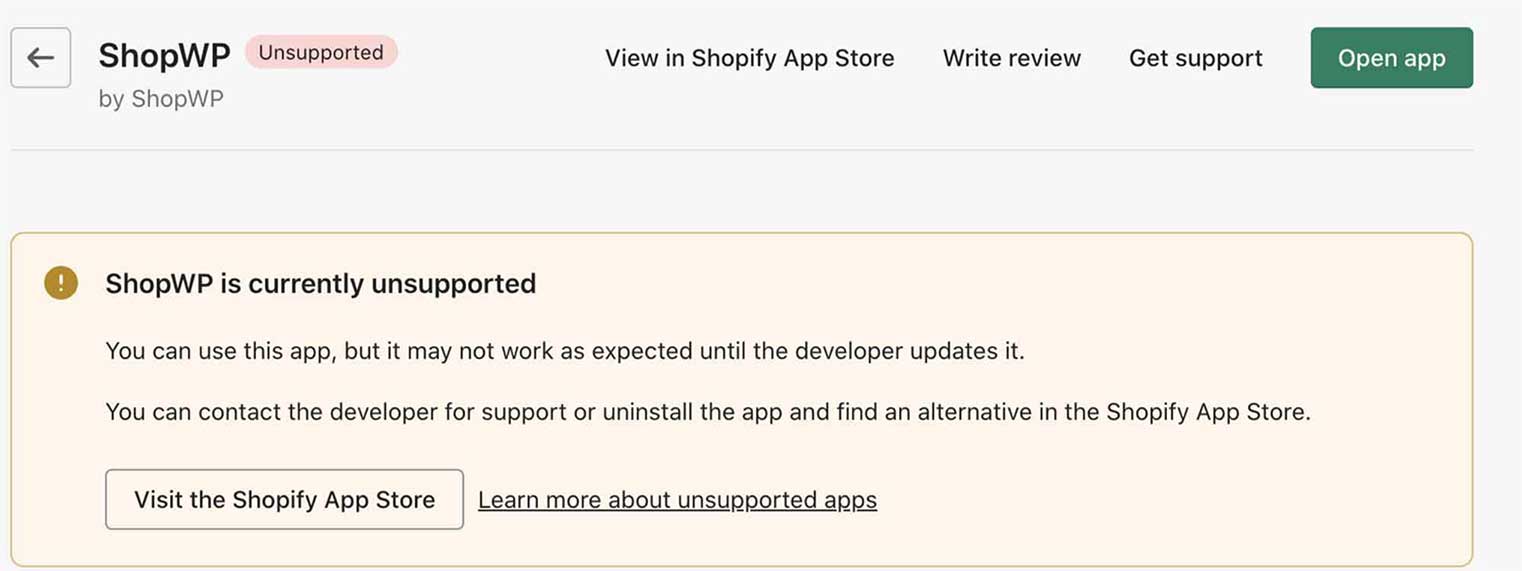 ShopWP Unsupported
by ShopWP
View in Shopify App Store Write review Get support Open app
ShopWP is currently unsupported
You can use this app, but it may not work as expected until the developer updates it.
You can contact the developer for support or uninstall the app and find an alternative in the Shopify App Store.
Visit the Shopify App Store Learn more about unsupported apps